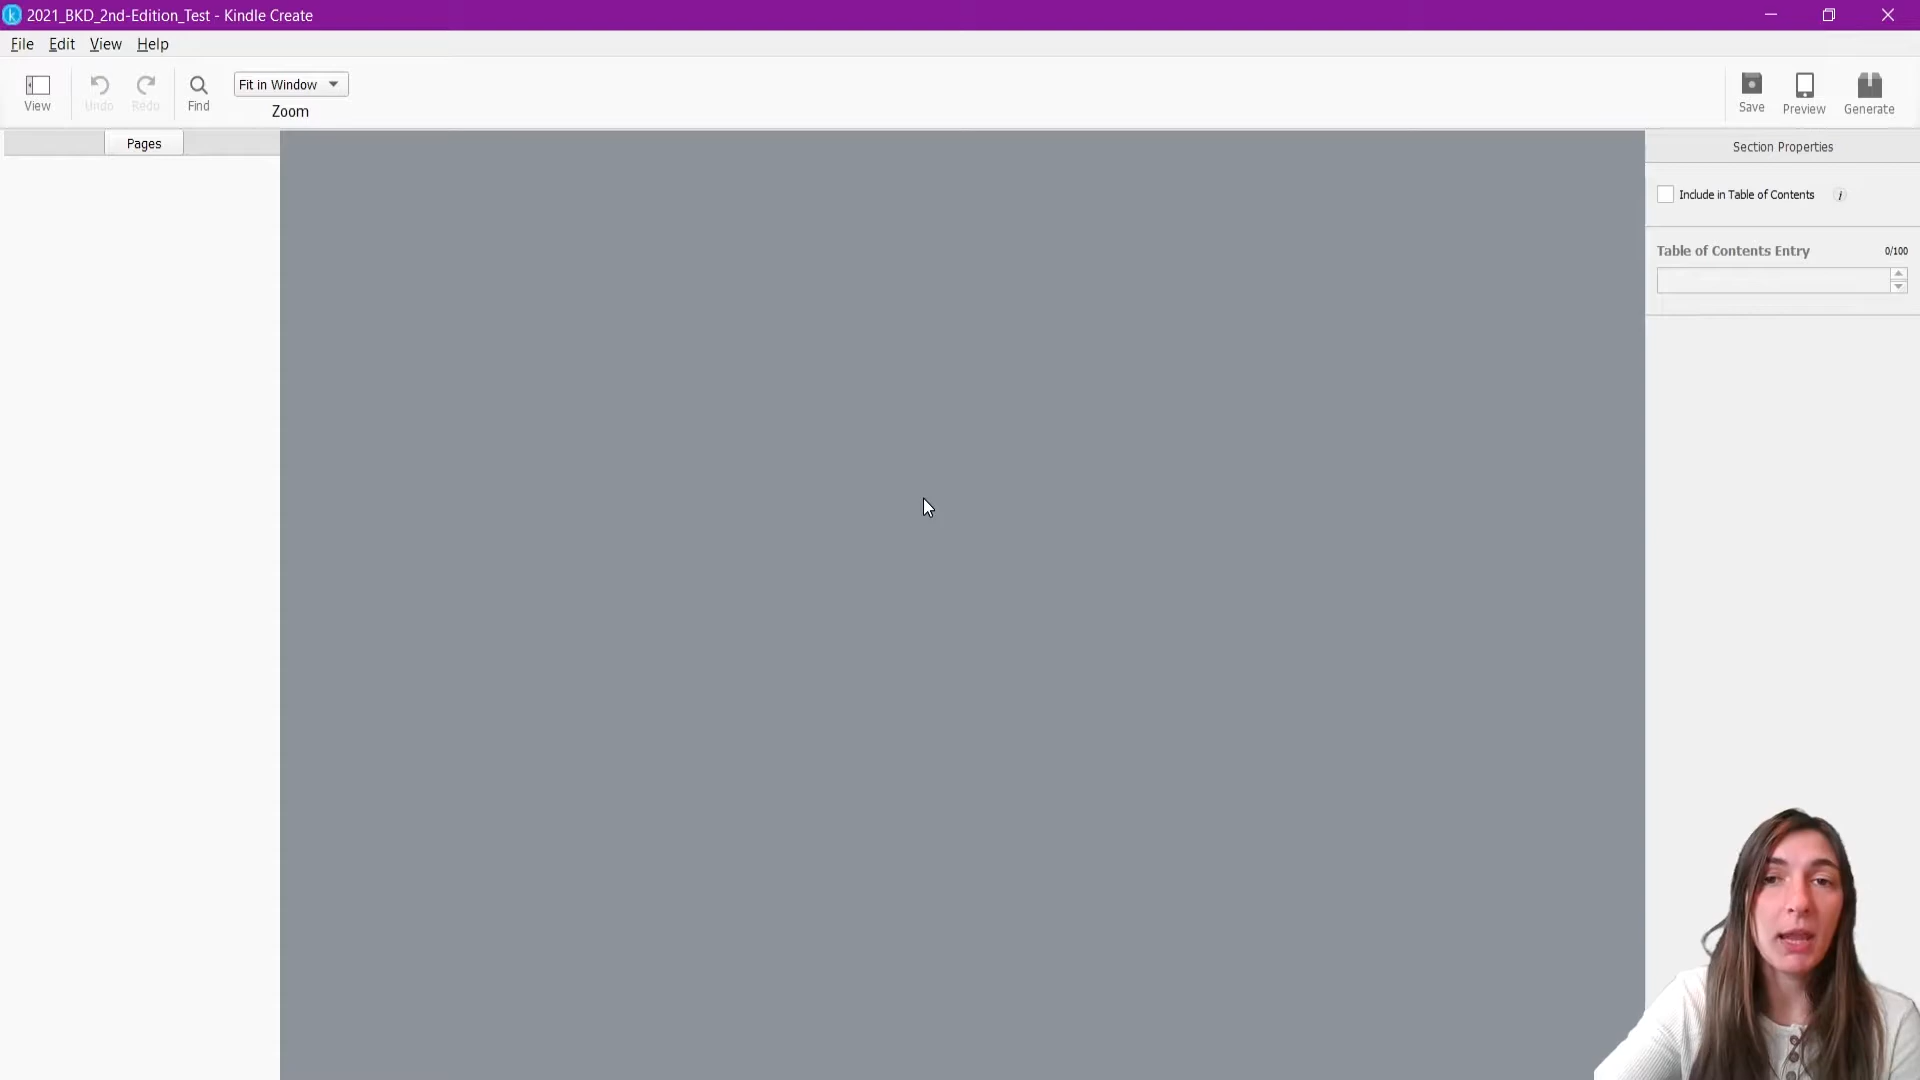 2021_BKD_2nd-Edition_Test - Kindle Create
File Edit View Help
View Undo Redo Find Fit in Window Zoom Save Preview Generate
Pages
Section Properties
Include in Table of Contents i
Table of Contents Entry 0/100